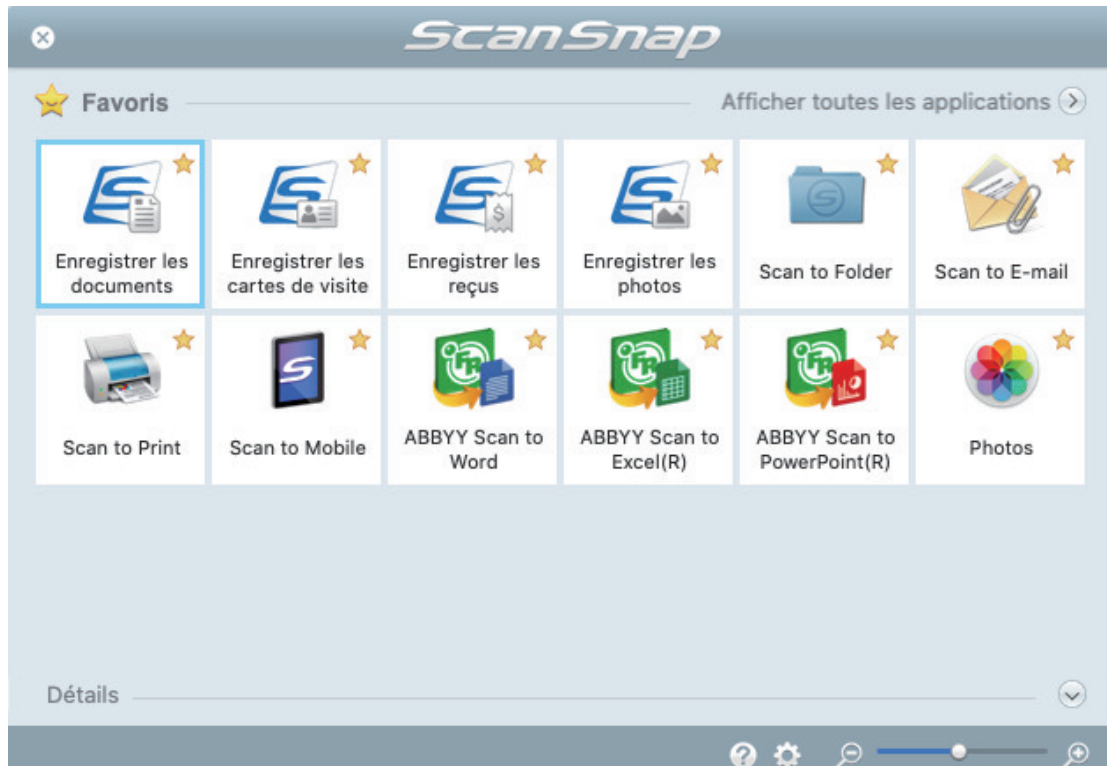 ScanSnap
Favoris
Afficher toutes les applications
Enregistrer les
documents
Enregistrer les
cartes de visite
Enregistrer les
reçus
Enregistrer les
photos
Scan to Folder
Scan to E-mail
Scan to Print
Scan to Mobile
ABBYY Scan to
Word
ABBYY Scan to
Excel(R)
ABBYY Scan to
PowerPoint(R)
Photos
Détails